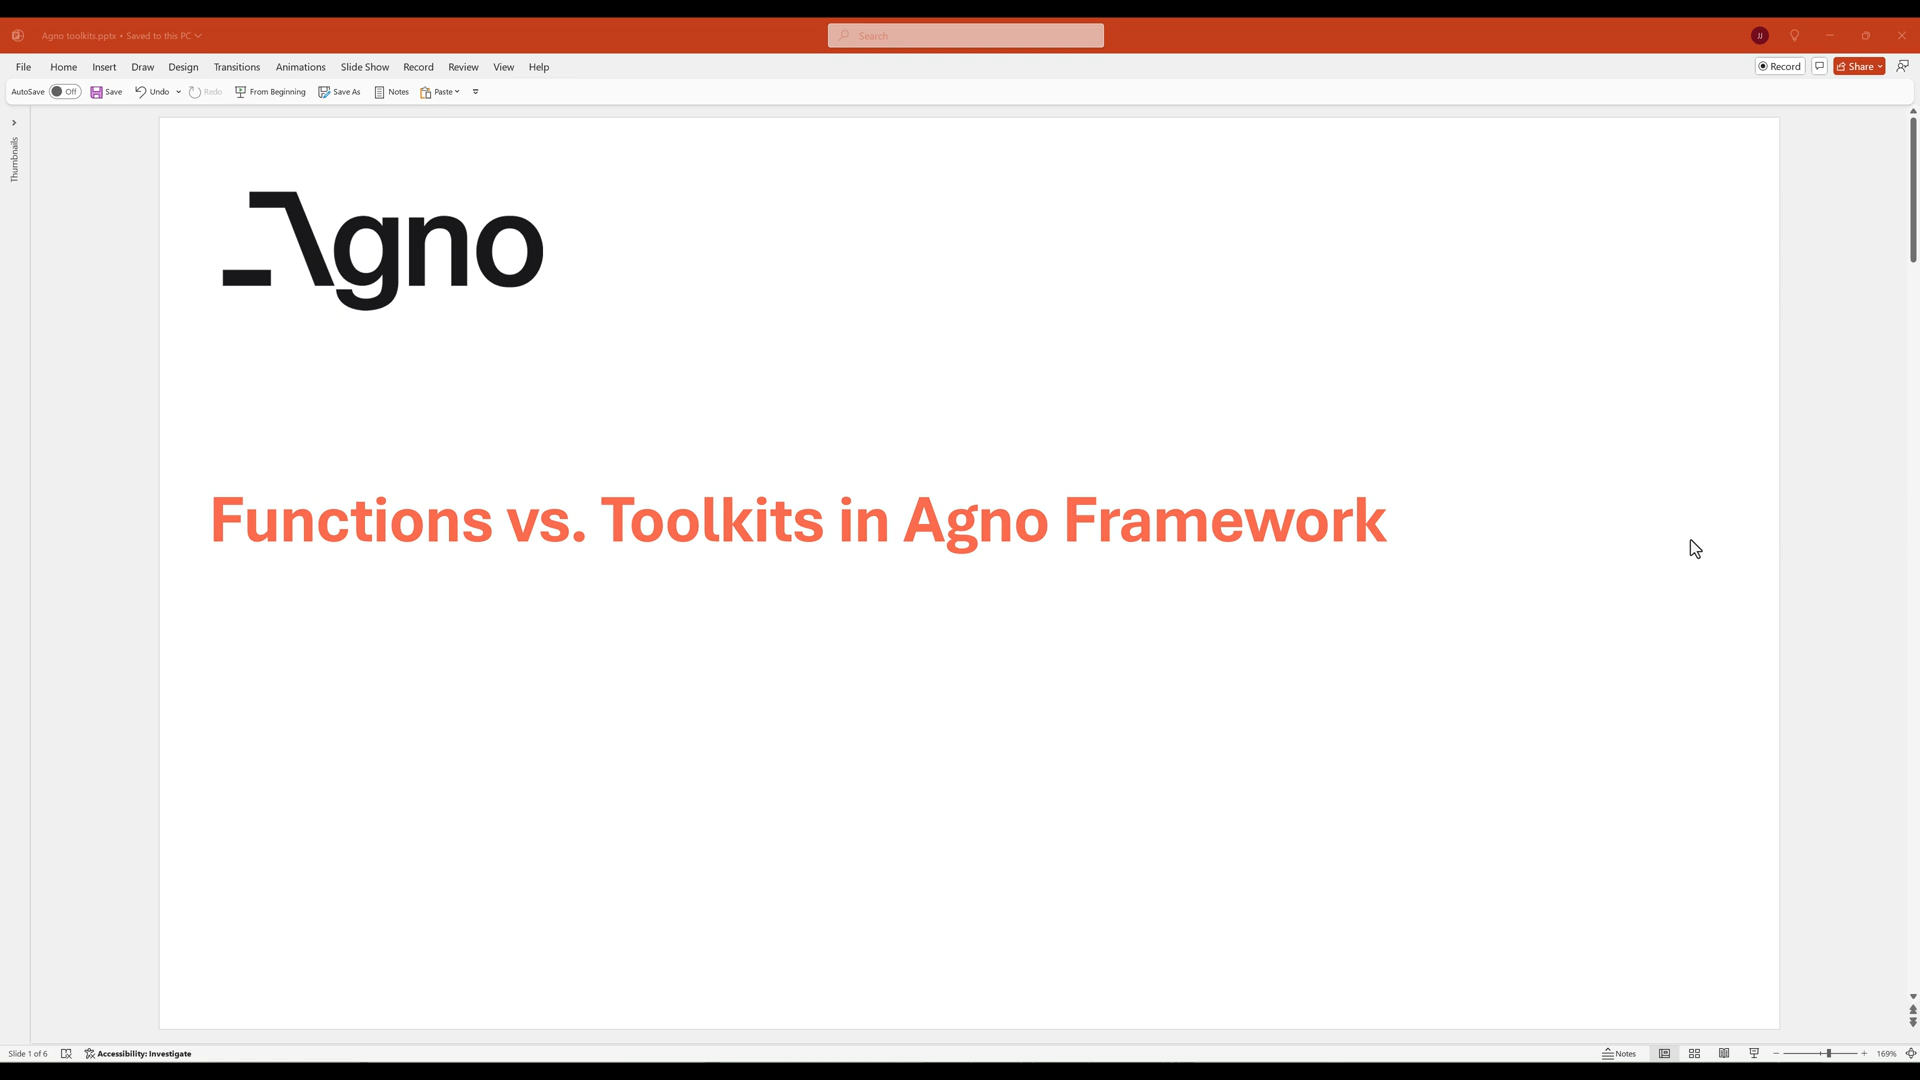 Agno toolkits.pptx • Saved to this PC
Search
JJ
File Home Insert Draw Design Transitions Animations Slide Show Record Review View Help
Record Share
AutoSave Off Save Undo Redo From Beginning Save As Notes Paste
Thumbnails
Agno
Functions vs. Toolkits in Agno Framework
Slide 1 of 6 Accessibility: Investigate Notes 169%